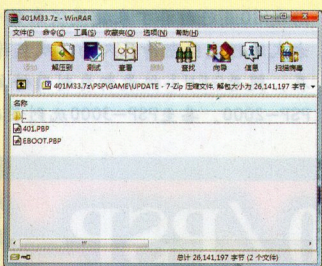 401M33.7z - WinRAR
文件(F) 命令(C) 工具(S) 收藏夹(O) 选项(N) 帮助(H)
添加 解压到 测试 查看 删除 查找 向导 信息 扫描病毒
401M33.7z\PSP\GAME\UPDATE - 7-Zip 压缩文件, 解包大小为 26,141,197 字节
名称
..
401.PBP
EBOOT.PBP
总计 26,141,197 字节 (2 个文件)